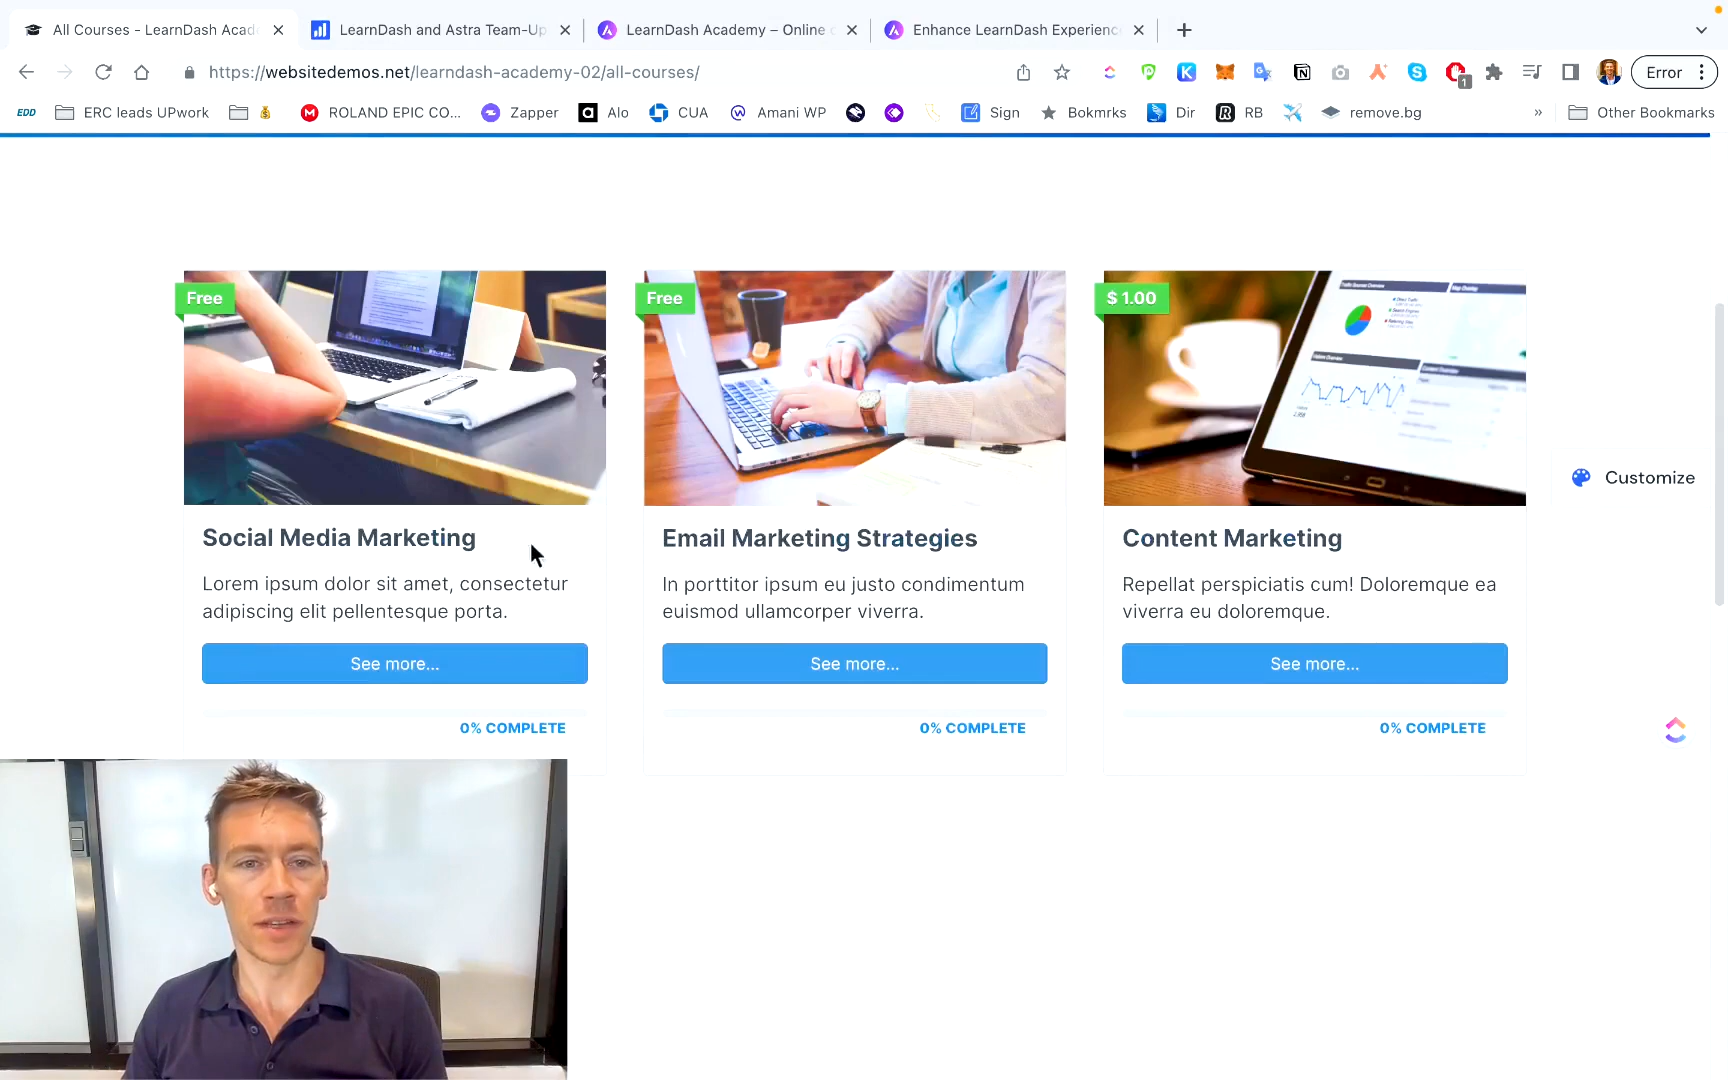 All Courses - LearnDash Acad
LearnDash and Astra Team-Up
LearnDash Academy – Online c
Enhance LearnDash Experienc
https://websitedemos.net/learndash-academy-02/all-courses/
1
Error
EDD
ERC leads UPwork
ROLAND EPIC CO...
Zapper
a
Alo
CUA
Amani WP
Sign
Bokmrks
Dir
RB
remove.bg
»
Other Bookmarks
Free
Free
$ 1.00
Social Media Marketing
Email Marketing Strategies
Content Marketing
Customize
Lorem ipsum dolor sit amet, consectetur
adipiscing elit pellentesque porta.
In porttitor ipsum eu justo condimentum
euismod ullamcorper viverra.
Repellat perspiciatis cum! Doloremque ea
viverra eu doloremque.
See more...
See more...
See more...
0% COMPLETE
0% COMPLETE
0% COMPLETE